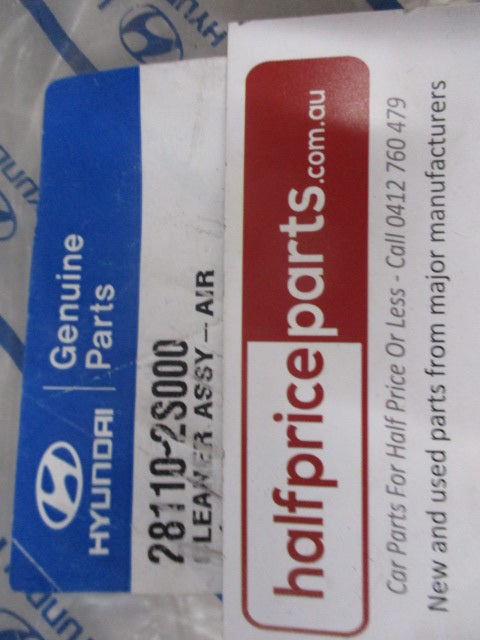 HYUNDAI
Genuine
Parts
28110-2S000
LEANER ASSY-AIR
halfpriceparts.com.au
Car Parts For Half Price Or Less - Call 0412 760 479
New and used parts from major manufacturers
HYUNDAI